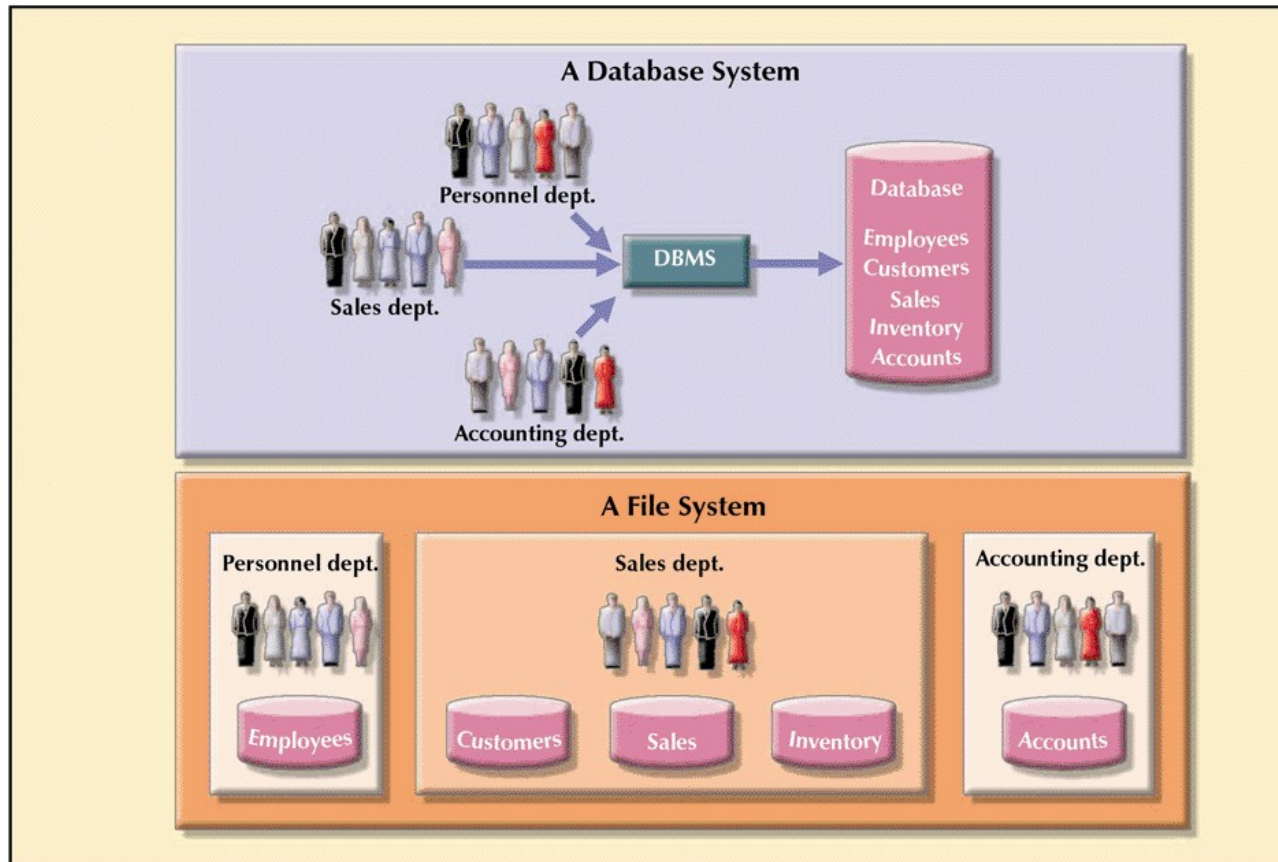 A Database System
Personnel dept.
Sales dept.
Accounting dept.
DBMS
Database
Employees
Customers
Sales
Inventory
Accounts
A File System
Personnel dept.
Employees
Sales dept.
Customers
Sales
Inventory
Accounting dept.
Accounts